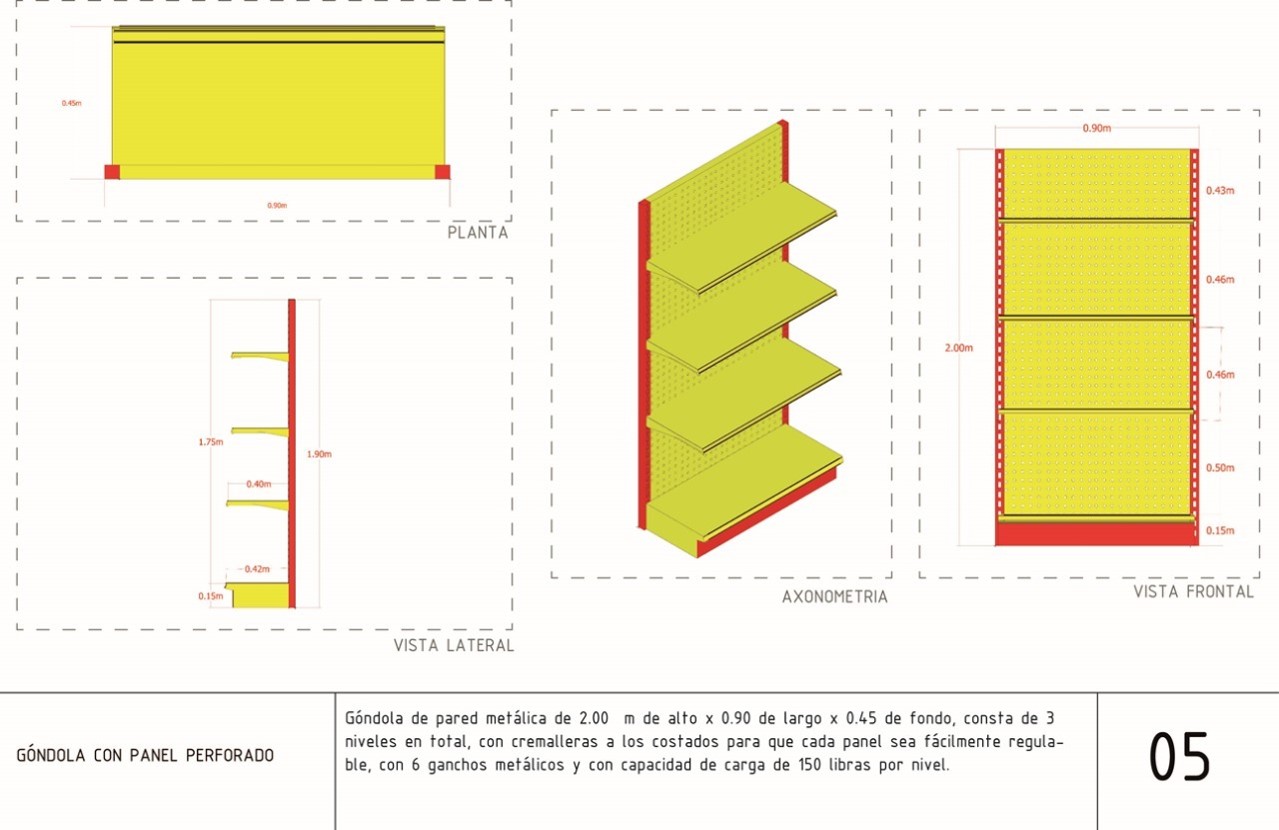 0.45m
0.90m
PLANTA
1.75m
1.90m
0.40m
0.42m
0.15m
VISTA LATERAL
AXONOMETRIA
0.90m
0.43m
0.46m
2.00m
0.46m
0.50m
0.15m
VISTA FRONTAL
GÓNDOLA CON PANEL PERFORADO
Góndola de pared metálica de 2.00 m de alto x 0.90 de largo x 0.45 de fondo, consta de 3
niveles en total, con cremalleras a los costados para que cada panel sea fácilmente regula-
ble, con 6 ganchos metálicos y con capacidad de carga de 150 libras por nivel.
05